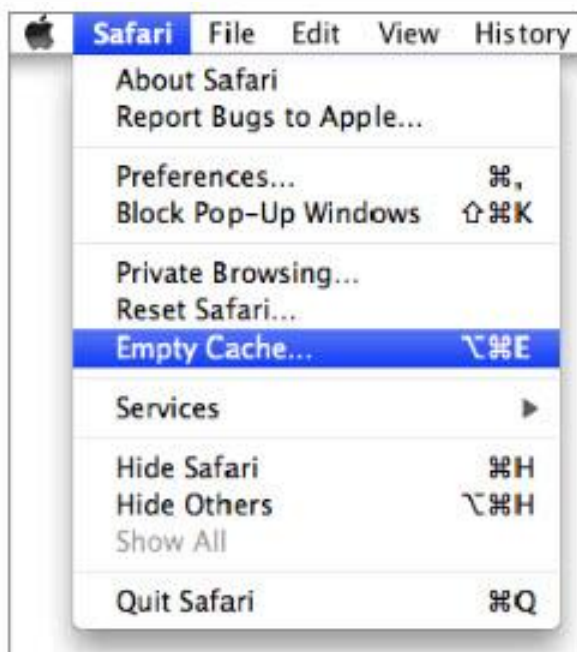 Safari File Edit View History
About Safari
Report Bugs to Apple...
Preferences... ⌘,
Block Pop-Up Windows ⇧⌘K
Private Browsing...
Reset Safari...
Empty Cache... ⌥⌘E
Services ▶
Hide Safari ⌘H
Hide Others ⌥⌘H
Show All
Quit Safari ⌘Q